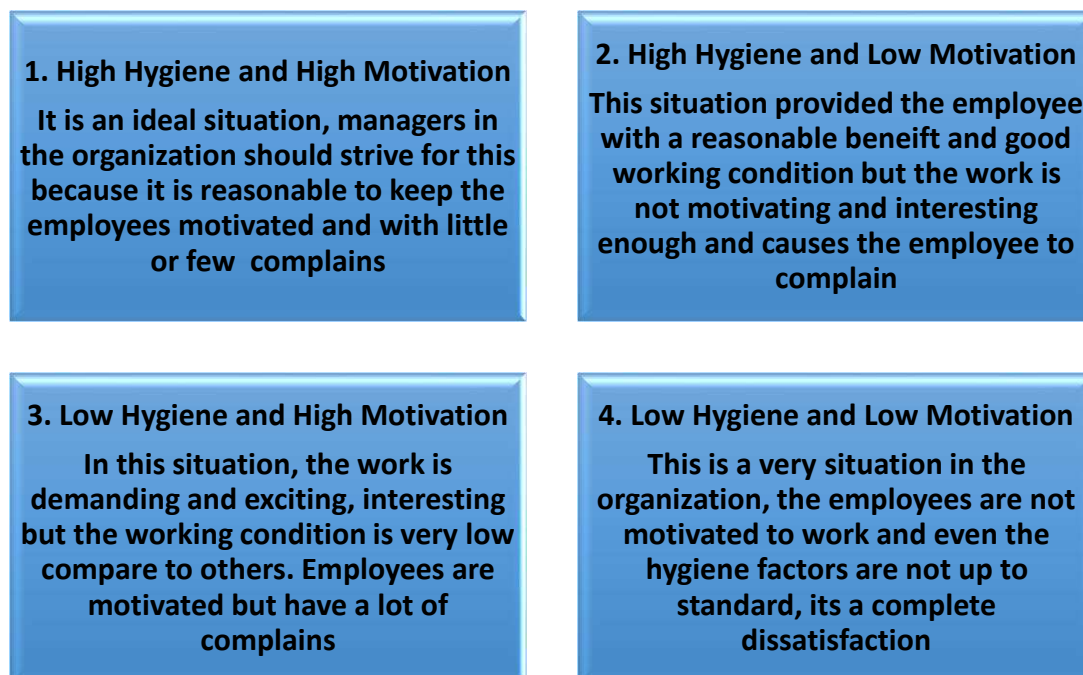 1. High Hygiene and High Motivation
It is an ideal situation, managers in
the organization should strive for this
because it is reasonable to keep the
employees motivated and with little
or few complains
2. High Hygiene and Low Motivation
This situation provided the employee
with a reasonable beneift and good
working condition but the work is
not motivating and interesting
enough and causes the employee to
complain
3. Low Hygiene and High Motivation
In this situation, the work is
demanding and exciting, interesting
but the working condition is very low
compare to others. Employees are
motivated but have a lot of
complains
4. Low Hygiene and Low Motivation
This is a very situation in the
organization, the employees are not
motivated to work and even the
hygiene factors are not up to
standard, its a complete
dissatisfaction